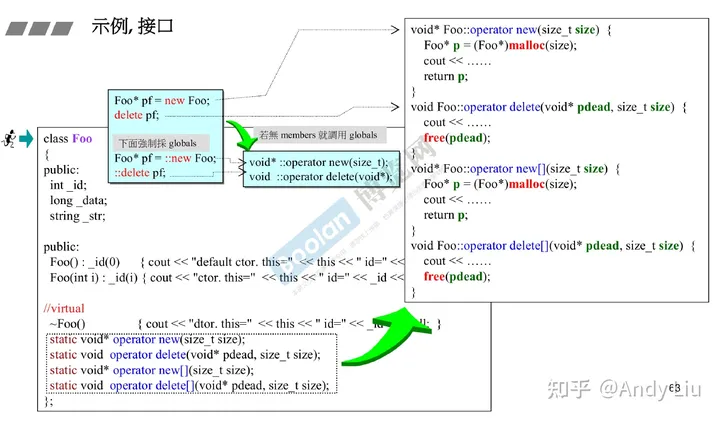 示例, 接口
Foo* pf = new Foo;
delete pf;
下面強制採 globals
Foo* pf = ::new Foo;
::delete pf;
若無 members 就調用 globals
void* ::operator new(size_t);
void ::operator delete(void*);
class Foo
{
public:
int _id;
long _data;
string _str;
public:
Foo() : _id(0) { cout << "default ctor. this=" << this << " id=" <<
Foo(int i) : _id(i) { cout << "ctor. this=" << this << " id=" << _id <<
//virtual
~Foo() { cout << "dtor. this=" << this << " id=" << }
static void* operator new(size_t size);
static void operator delete(void* pdead, size_t size);
static void* operator new[](size_t size);
static void operator delete[](void* pdead, size_t size);
};
void* Foo::operator new(size_t size) {
Foo* p = (Foo*)malloc(size);
cout << ……
return p;
}
void Foo::operator delete(void* pdead, size_t size) {
cout << ……
free(pdead);
}
void* Foo::operator new[](size_t size) {
Foo* p = (Foo*)malloc(size);
cout << ……
return p;
}
void Foo::operator delete[](void* pdead, size_t size) {
cout << ……
free(pdead);
}
boolan 博览网
知乎 @Andy Liu
63